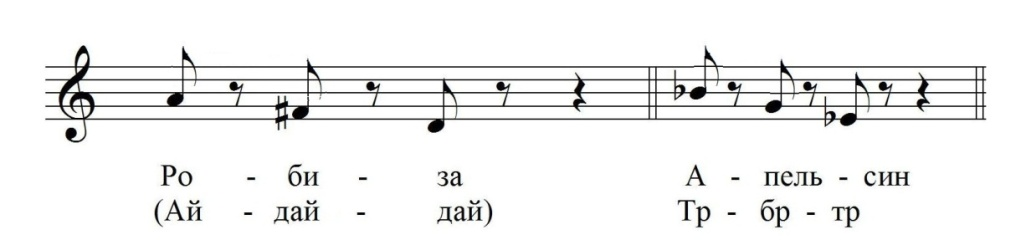 Ро - би - за А - пель - син
(Ай - дай - дай) Тр - бр - тр